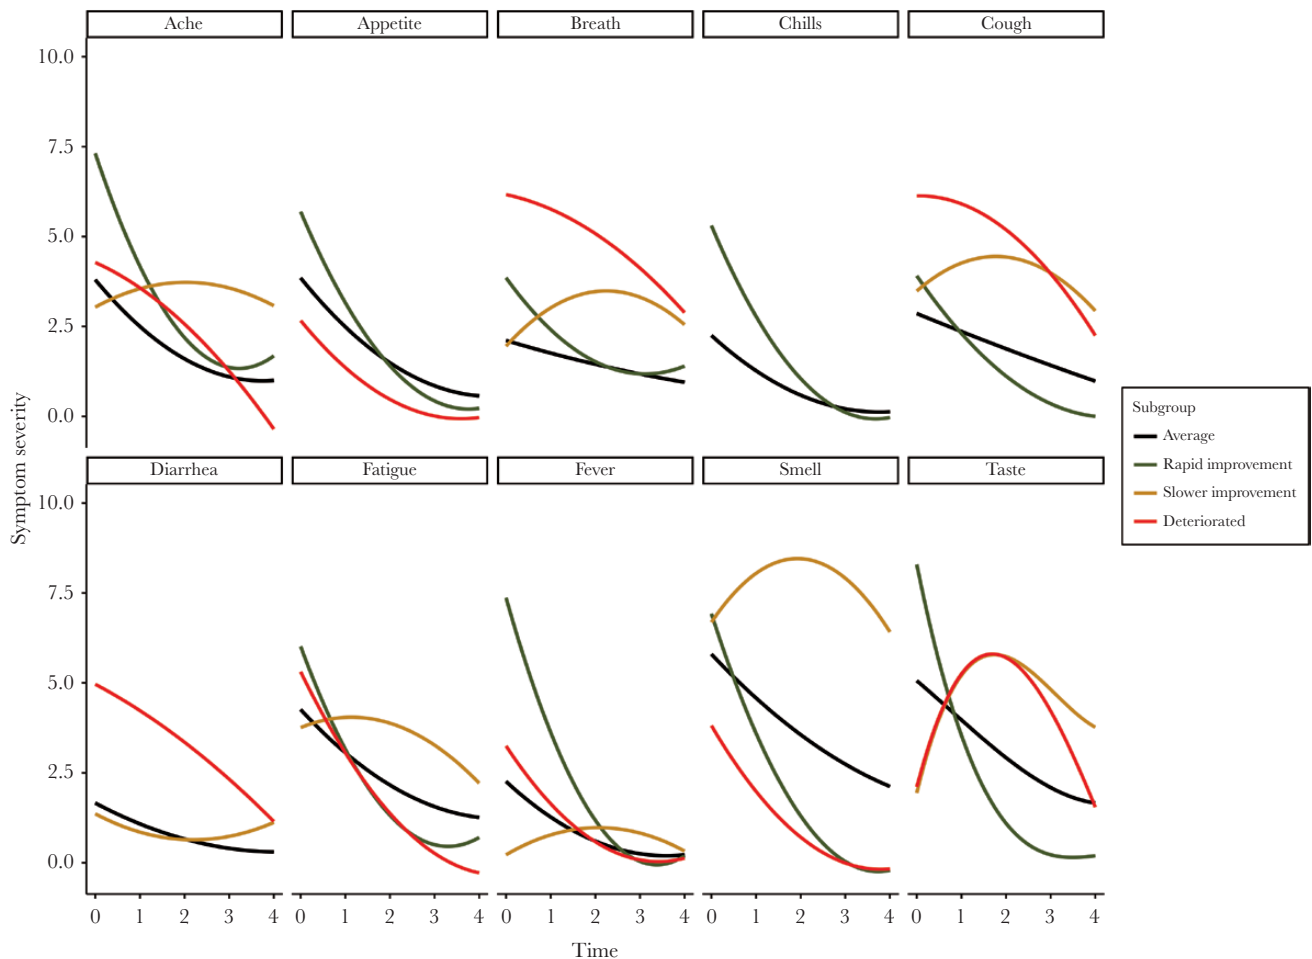 Ache Appetite Breath Chills Cough
10.0
7.5
5.0
2.5
0.0
Diarrhea Fatigue Fever Smell Taste
10.0
7.5
5.0
2.5
0.0
0 1 2 3 4 0 1 2 3 4 0 1 2 3 4 0 1 2 3 4 0 1 2 3 4
Time
Symptom severity
Subgroup
Average
Rapid improvement
Slower improvement
Deteriorated